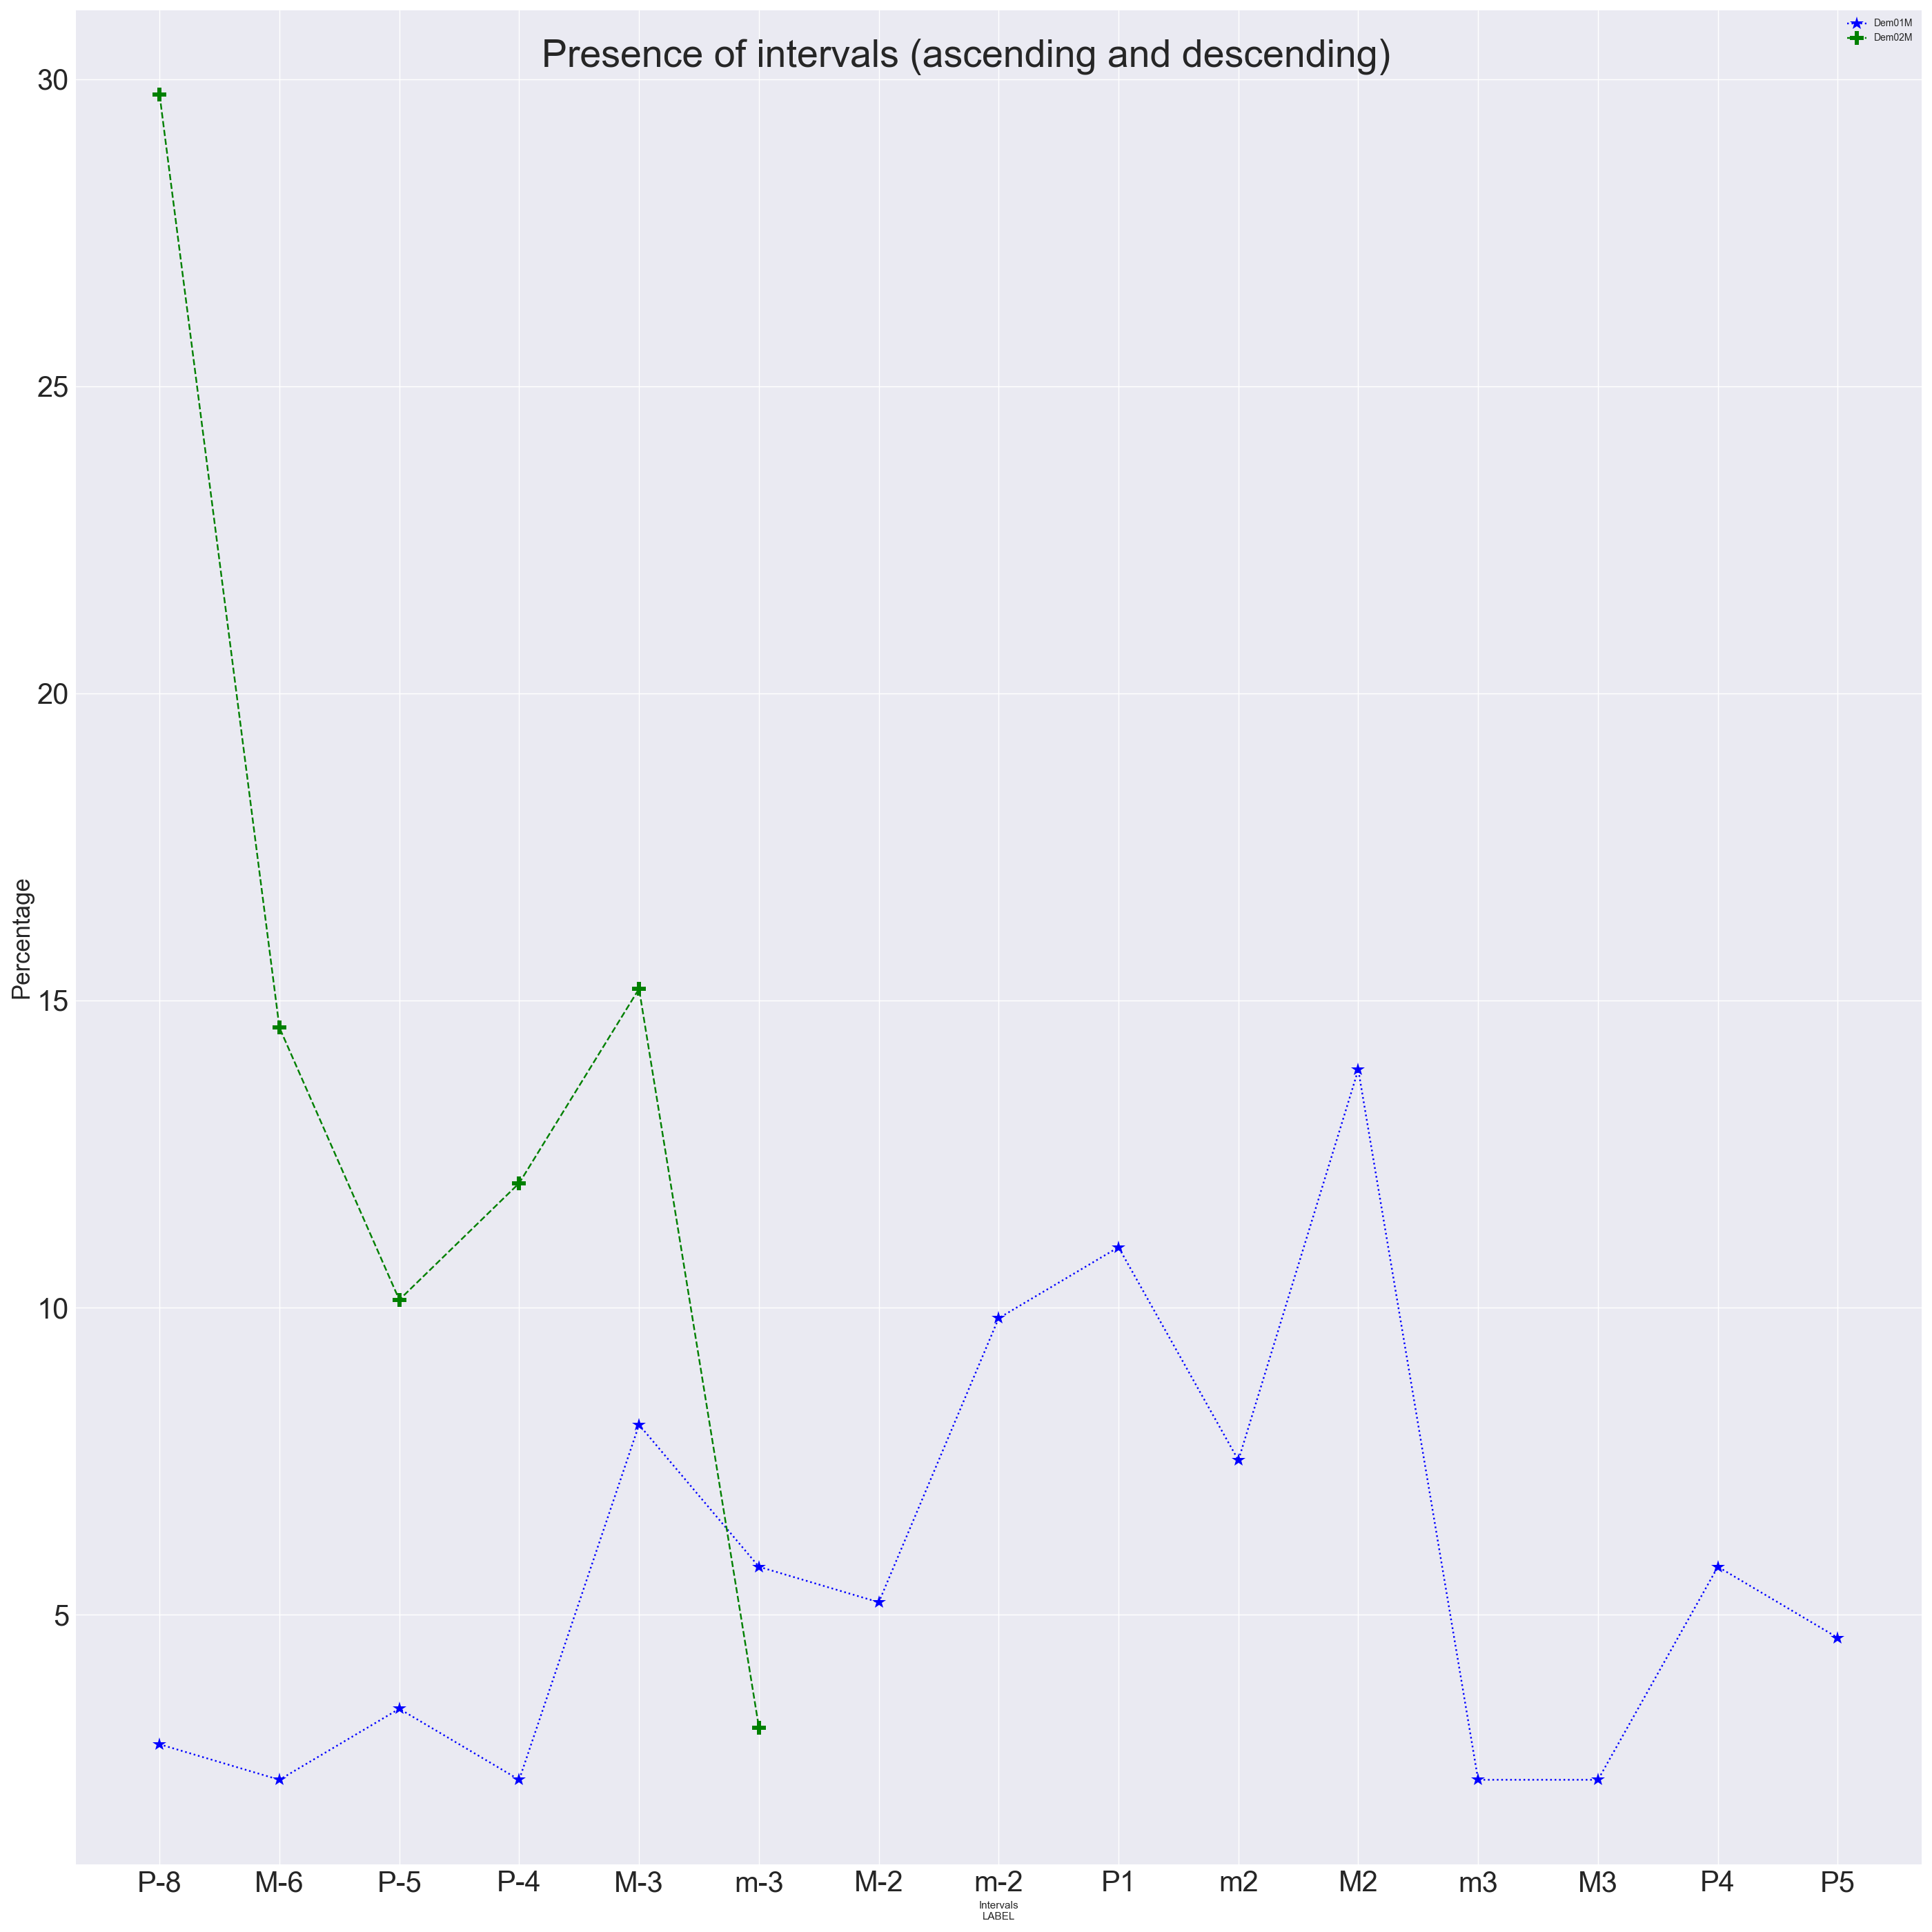 Presence of intervals (ascending and descending)
Dem01M
Dem02M
30
25
20
15
10
5
Percentage
P-8 M-6 P-5 P-4 M-3 m-3 M-2 m-2 P1 m2 M2 m3 M3 P4 P5
Intervals
LABEL